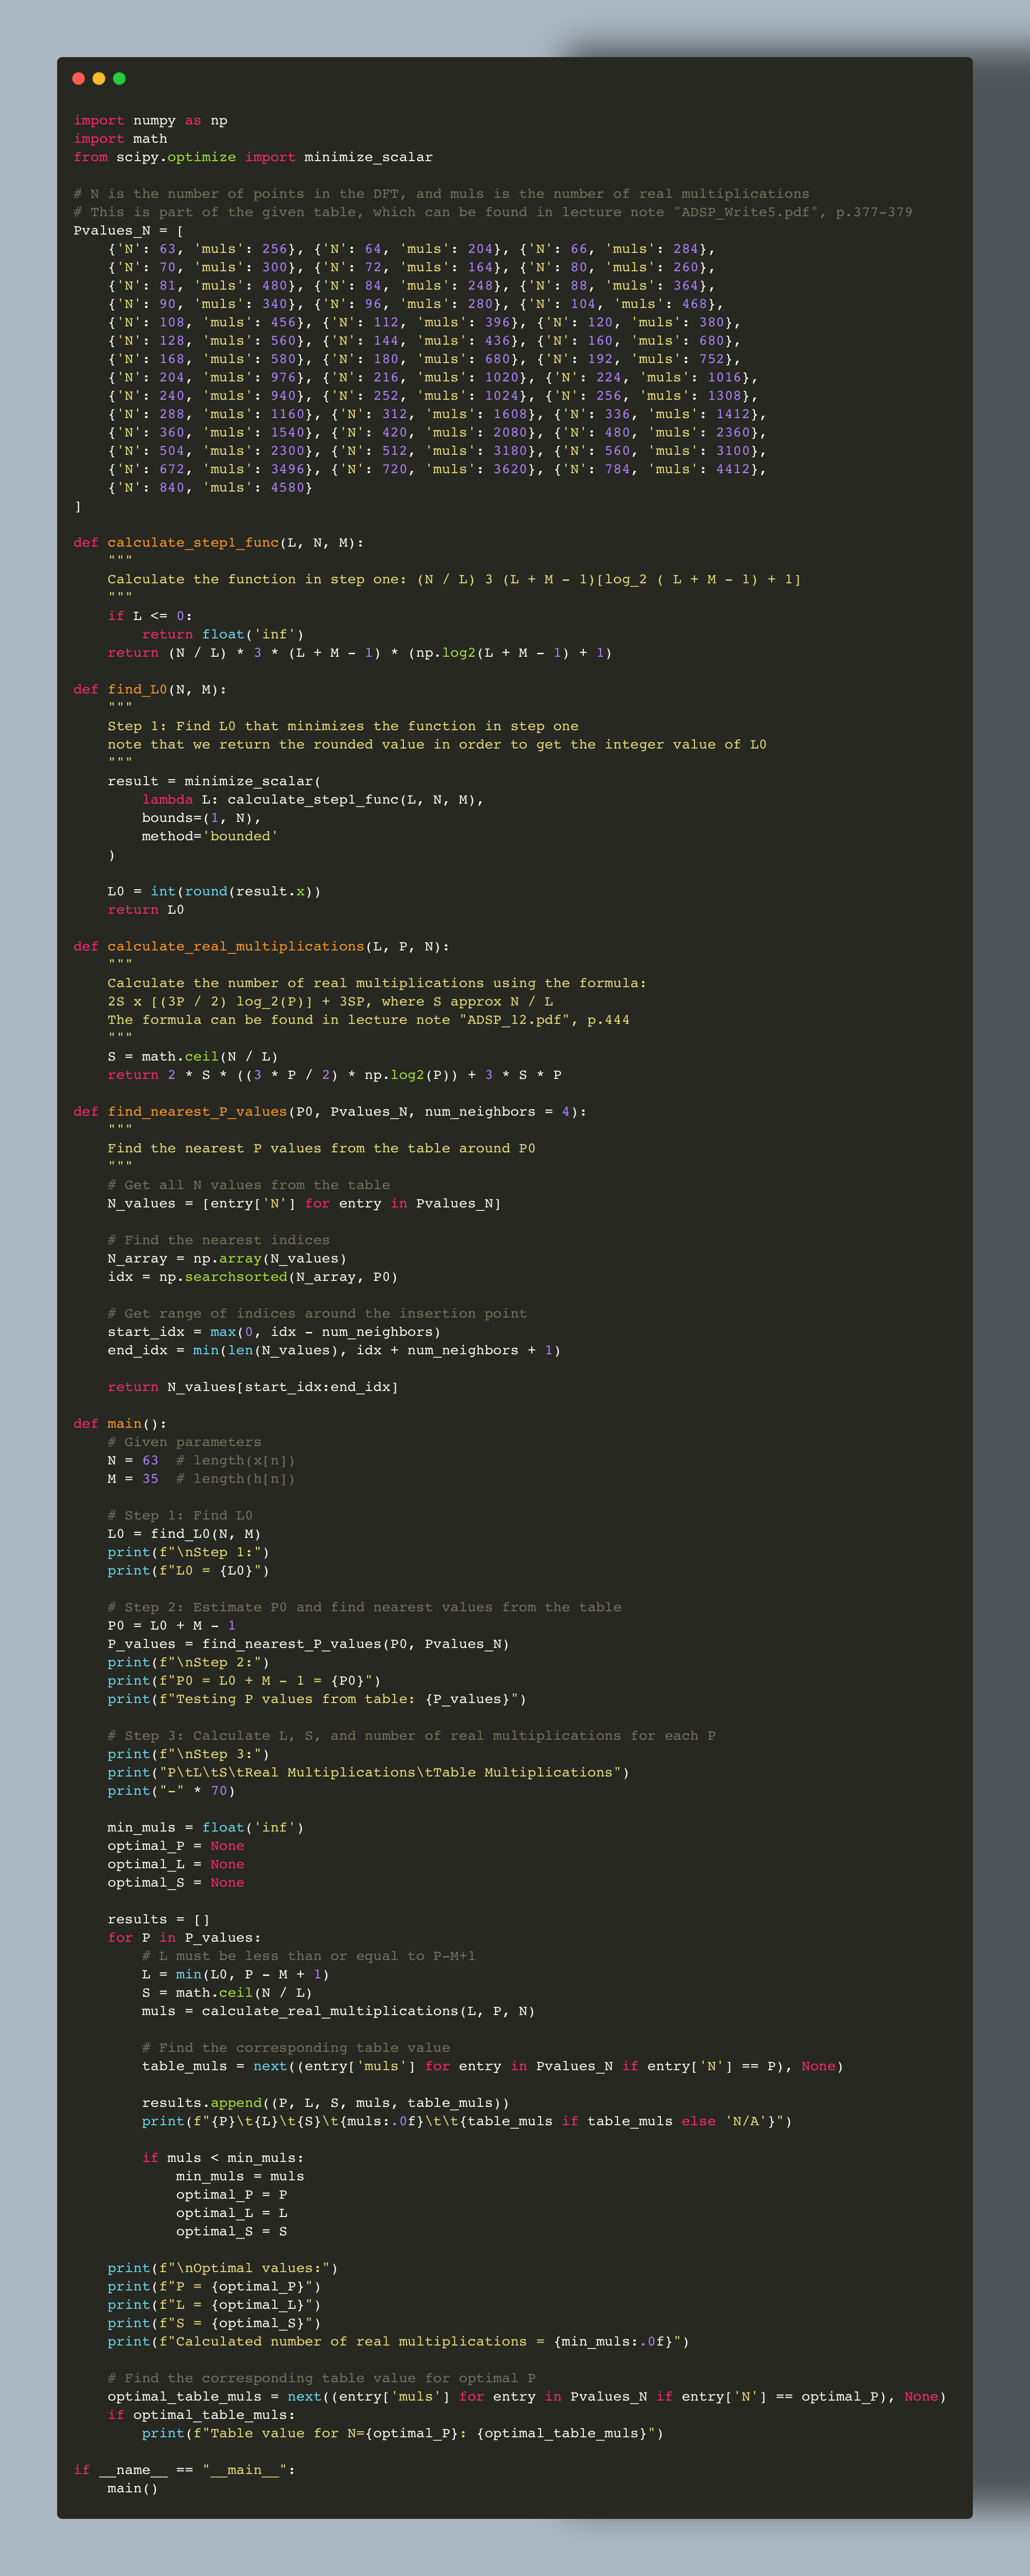 import numpy as np
import math
from scipy.optimize import minimize_scalar

# N is the number of points in the DFT, and muls is the number of real multiplications
# This is part of the given table, which can be found in lecture note "ADSP_Write5.pdf", p.377-379
Pvalues_N = [
    {'N': 63, 'muls': 256}, {'N': 64, 'muls': 204}, {'N': 66, 'muls': 284},
    {'N': 70, 'muls': 300}, {'N': 72, 'muls': 164}, {'N': 80, 'muls': 260},
    {'N': 81, 'muls': 480}, {'N': 84, 'muls': 248}, {'N': 88, 'muls': 364},
    {'N': 90, 'muls': 340}, {'N': 96, 'muls': 280}, {'N': 104, 'muls': 468},
    {'N': 108, 'muls': 456}, {'N': 112, 'muls': 396}, {'N': 120, 'muls': 380},
    {'N': 128, 'muls': 560}, {'N': 144, 'muls': 436}, {'N': 160, 'muls': 680},
    {'N': 168, 'muls': 580}, {'N': 180, 'muls': 680}, {'N': 192, 'muls': 752},
    {'N': 204, 'muls': 976}, {'N': 216, 'muls': 1020}, {'N': 224, 'muls': 1016},
    {'N': 240, 'muls': 940}, {'N': 252, 'muls': 1024}, {'N': 256, 'muls': 1308},
    {'N': 288, 'muls': 1160}, {'N': 312, 'muls': 1608}, {'N': 336, 'muls': 1412},
    {'N': 360, 'muls': 1540}, {'N': 420, 'muls': 2080}, {'N': 480, 'muls': 2360},
    {'N': 504, 'muls': 2300}, {'N': 512, 'muls': 3180}, {'N': 560, 'muls': 3100},
    {'N': 672, 'muls': 3496}, {'N': 720, 'muls': 3620}, {'N': 784, 'muls': 4412},
    {'N': 840, 'muls': 4580}
]

def calculate_step1_func(L, N, M):
    """
    Calculate the function in step one: (N / L) 3 (L + M - 1)[log_2 ( L + M - 1) + 1]
    """
    if L <= 0:
        return float('inf')
    return (N / L) * 3 * (L + M - 1) * (np.log2(L + M - 1) + 1)

def find_L0(N, M):
    """
    Step 1: Find L0 that minimizes the function in step one
    note that we return the rounded value in order to get the integer value of L0
    """
    result = minimize_scalar(
        lambda L: calculate_step1_func(L, N, M),
        bounds=(1, N),
        method='bounded'
    )

    L0 = int(round(result.x))
    return L0

def calculate_real_multiplications(L, P, N):
    """
    Calculate the number of real multiplications using the formula:
    2S x [(3P / 2) log_2(P)] + 3SP, where S approx N / L
    The formula can be found in lecture note "ADSP_12.pdf", p.444
    """
    S = math.ceil(N / L)
    return 2 * S * ((3 * P / 2) * np.log2(P)) + 3 * S * P

def find_nearest_P_values(P0, Pvalues_N, num_neighbors = 4):
    """
    Find the nearest P values from the table around P0
    """
    # Get all N values from the table
    N_values = [entry['N'] for entry in Pvalues_N]

    # Find the nearest indices
    N_array = np.array(N_values)
    idx = np.searchsorted(N_array, P0)

    # Get range of indices around the insertion point
    start_idx = max(0, idx - num_neighbors)
    end_idx = min(len(N_values), idx + num_neighbors + 1)

    return N_values[start_idx:end_idx]

def main():
    # Given parameters
    N = 63  # length(x[n])
    M = 35  # length(h[n])

    # Step 1: Find L0
    L0 = find_L0(N, M)
    print(f"\nStep 1:")
    print(f"L0 = {L0}")

    # Step 2: Estimate P0 and find nearest values from the table
    P0 = L0 + M - 1
    P_values = find_nearest_P_values(P0, Pvalues_N)
    print(f"\nStep 2:")
    print(f"P0 = L0 + M - 1 = {P0}")
    print(f"Testing P values from table: {P_values}")

    # Step 3: Calculate L, S, and number of real multiplications for each P
    print(f"\nStep 3:")
    print("P\tL\tS\tReal Multiplications\tTable Multiplications")
    print("-" * 70)

    min_muls = float('inf')
    optimal_P = None
    optimal_L = None
    optimal_S = None

    results = []
    for P in P_values:
        # L must be less than or equal to P-M+1
        L = min(L0, P - M + 1)
        S = math.ceil(N / L)
        muls = calculate_real_multiplications(L, P, N)

        # Find the corresponding table value
        table_muls = next((entry['muls'] for entry in Pvalues_N if entry['N'] == P), None)

        results.append((P, L, S, muls, table_muls))
        print(f"{P}\t{L}\t{S}\t{muls:.0f}\t\t{table_muls if table_muls else 'N/A'}")

        if muls < min_muls:
            min_muls = muls
            optimal_P = P
            optimal_L = L
            optimal_S = S

    print(f"\nOptimal values:")
    print(f"P = {optimal_P}")
    print(f"L = {optimal_L}")
    print(f"S = {optimal_S}")
    print(f"Calculated number of real multiplications = {min_muls:.0f}")

    # Find the corresponding table value for optimal P
    optimal_table_muls = next((entry['muls'] for entry in Pvalues_N if entry['N'] == optimal_P), None)
    if optimal_table_muls:
        print(f"Table value for N={optimal_P}: {optimal_table_muls}")

if __name__ == "__main__":
    main()